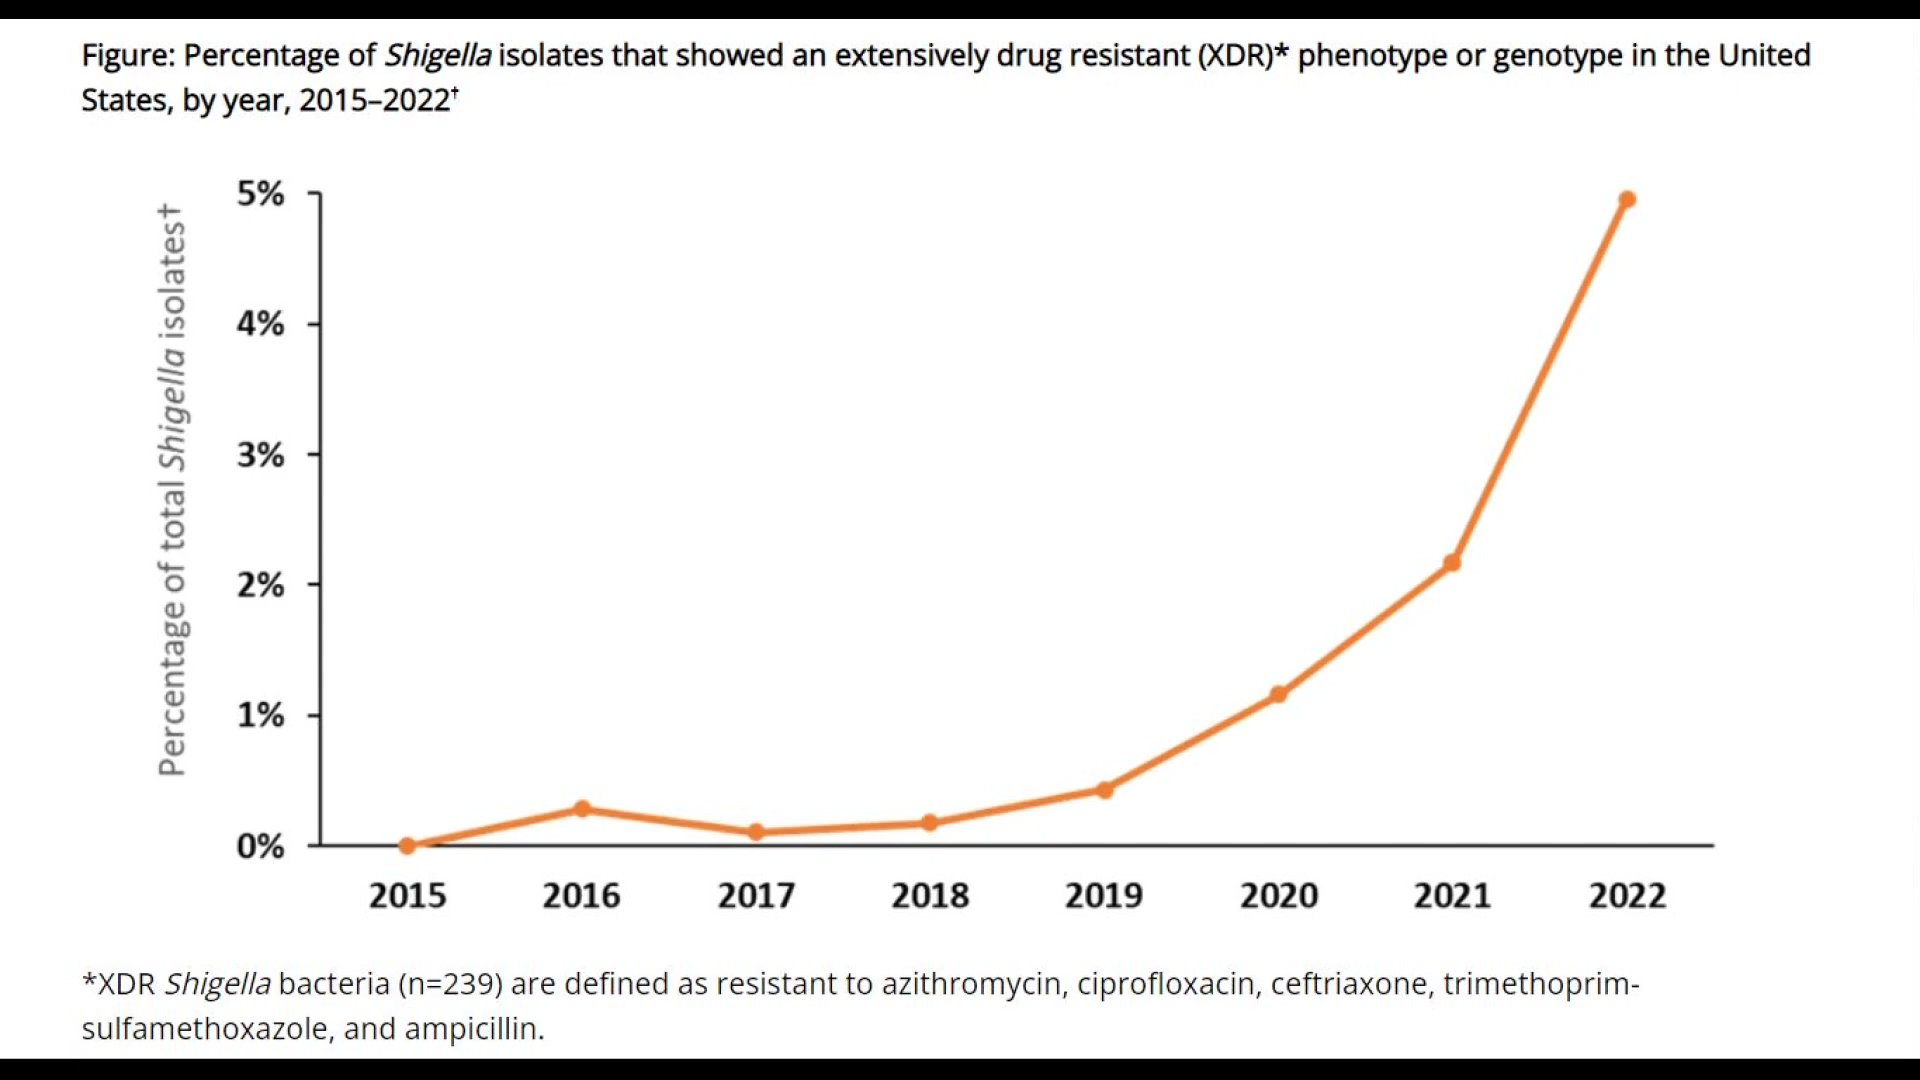 Figure: Percentage of Shigella isolates that showed an extensively drug resistant (XDR)* phenotype or genotype in the United
States, by year, 2015–2022†
Percentage of total Shigella isolates†
5%
4%
3%
2%
1%
0%
2015 2016 2017 2018 2019 2020 2021 2022
*XDR Shigella bacteria (n=239) are defined as resistant to azithromycin, ciprofloxacin, ceftriaxone, trimethoprim-
sulfamethoxazole, and ampicillin.